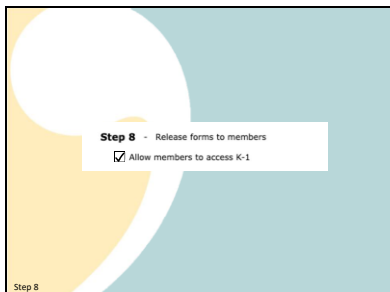 Step 8 - Release forms to members
Allow members to access K-1
Step 8